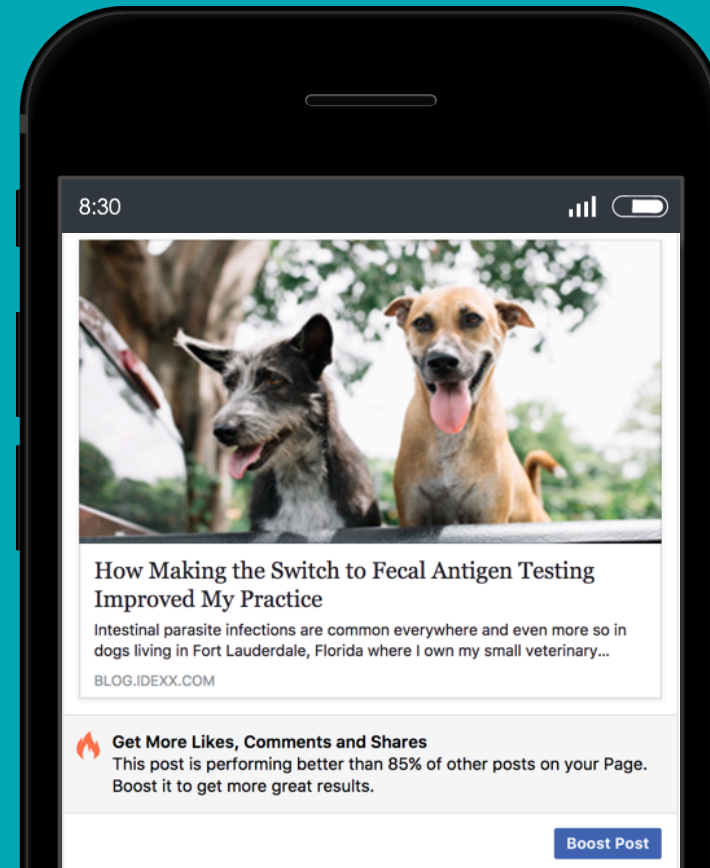 8:30
How Making the Switch to Fecal Antigen Testing
Improved My Practice
Intestinal parasite infections are common everywhere and even more so in
dogs living in Fort Lauderdale, Florida where I own my small veterinary...
BLOG.IDEXX.COM
Get More Likes, Comments and Shares
This post is performing better than 85% of other posts on your Page.
Boost it to get more great results.
Boost Post